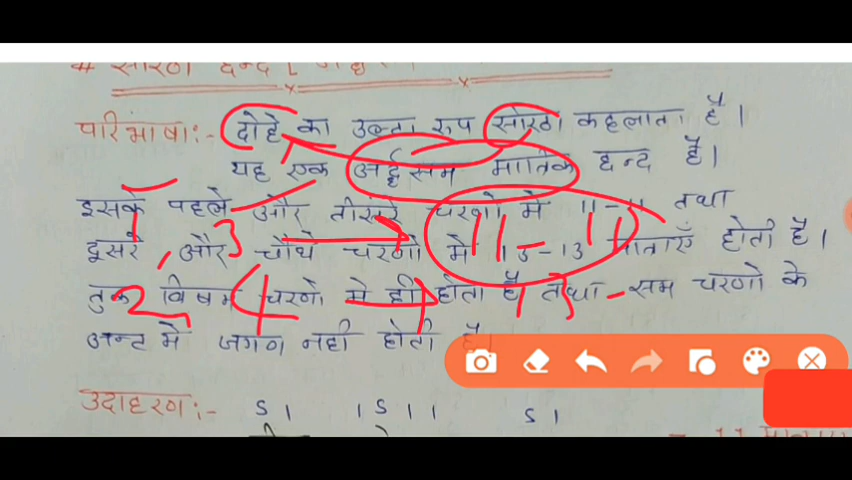 # सोरठा छन्द [
परिभाषा:- दोहे का उल्टा रूप सोरठा कहलाता है।
यह एक अर्द्धसम मात्रिक छन्द है।
इसके पहले और तीसरे चरणो मे 11-11 तथा
दूसरे और चौथे चरणो मे 13-13 मात्राएँ होती है।
तुक विषम चरणो मे ही होता है तथा सम चरणो के
अन्त मे जगण नही होती है।
उदाहरण:- S | | S | | S |